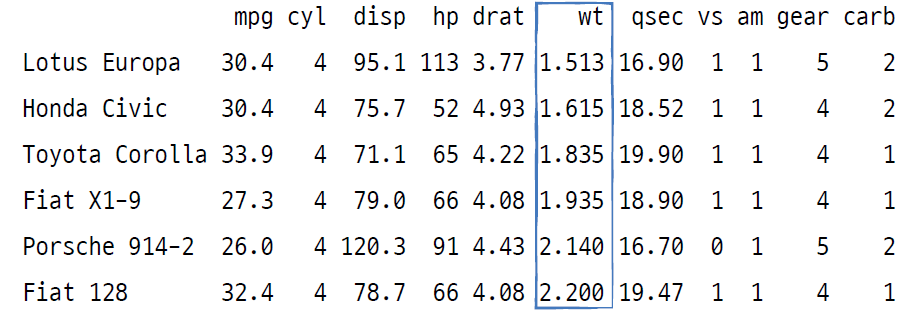 mpg cyl disp hp drat wt qsec vs am gear carb
Lotus Europa 30.4 4 95.1 113 3.77 1.513 16.90 1 1 5 2
Honda Civic 30.4 4 75.7 52 4.93 1.615 18.52 1 1 4 2
Toyota Corolla 33.9 4 71.1 65 4.22 1.835 19.90 1 1 4 1
Fiat X1-9 27.3 4 79.0 66 4.08 1.935 18.90 1 1 4 1
Porsche 914-2 26.0 4 120.3 91 4.43 2.140 16.70 0 1 5 2
Fiat 128 32.4 4 78.7 66 4.08 2.200 19.47 1 1 4 1